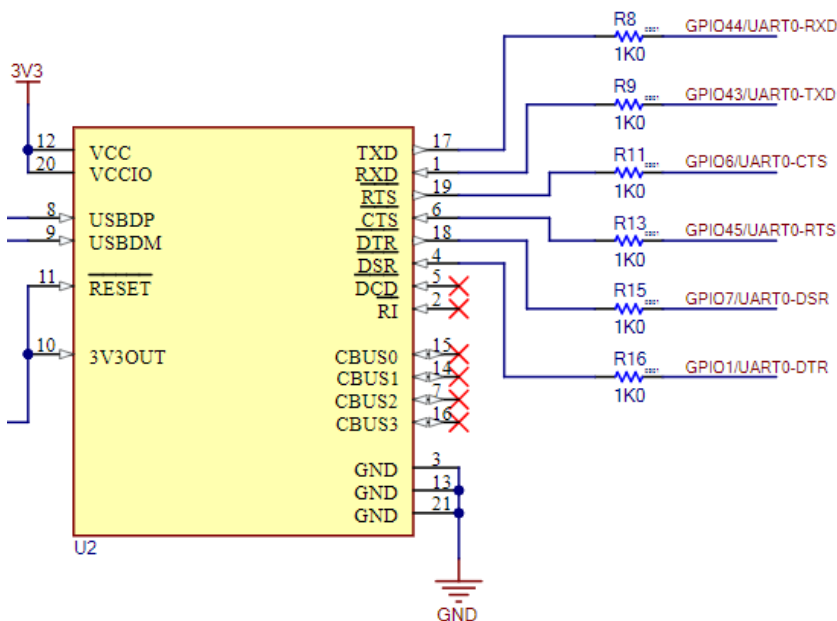 R8
GPIO44/UART0-RXD
1K0
3V3
R9
GPIO43/UART0-TXD
1K0
12 VCC TXD 17
R11
GPIO6/UART0-CTS
20 VCCIO RXD 1
1K0
RTS 19
8 USBDP CTS 6
R13
GPIO45/UART0-RTS
9 USBDM DTR 18
1K0
DSR 4
11 RESET DCD 5
R15
GPIO7/UART0-DSR
RI 2
1K0
10 3V3OUT CBUS0 15
R16
GPIO1/UART0-DTR
CBUS1 14
1K0
CBUS2 7
CBUS3 16
GND 3
GND 13
GND 21
U2
GND